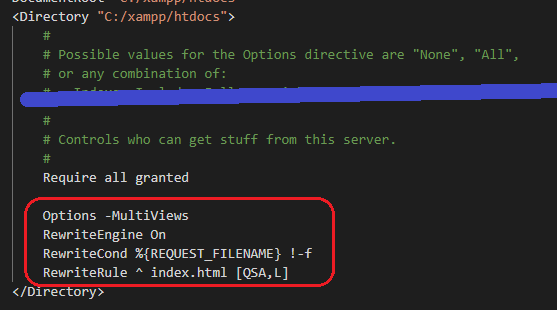 <Directory "C:/xampp/htdocs">
#
# Possible values for the Options directive are "None", "All",
# or any combination of:
#
#
# Controls who can get stuff from this server.
#
Require all granted
Options -MultiViews
RewriteEngine On
RewriteCond %{REQUEST_FILENAME} !-f
RewriteRule ^ index.html [QSA,L]
</Directory>